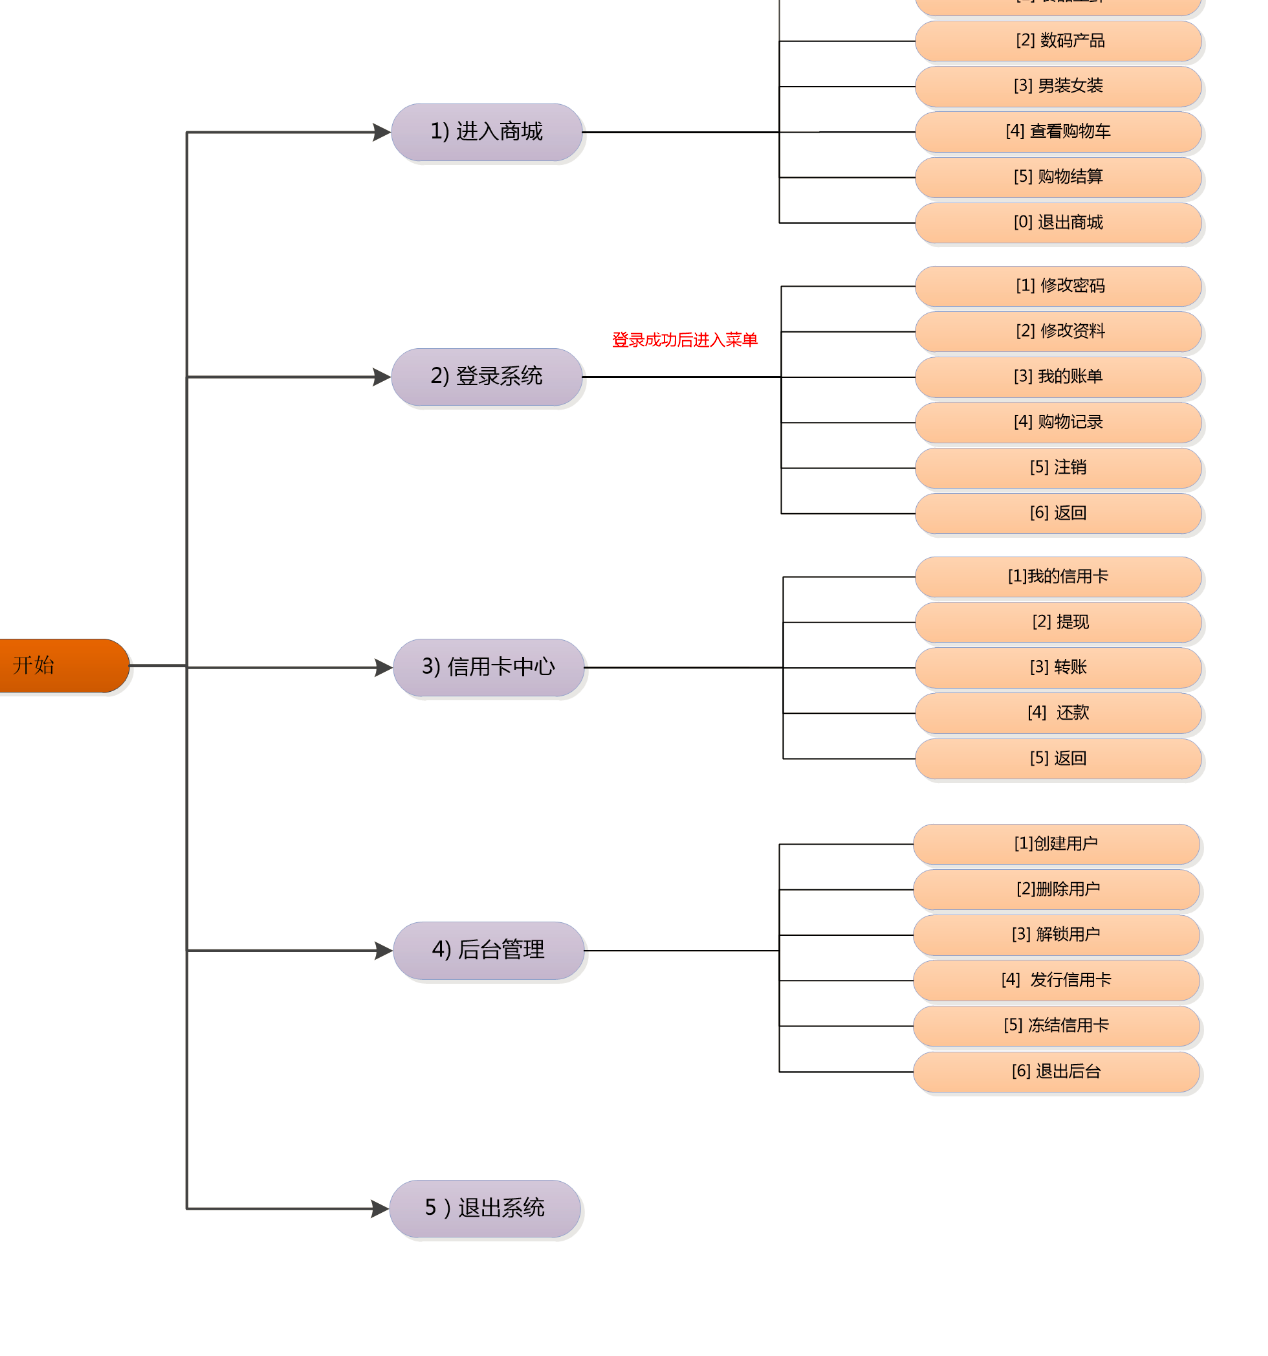 [2] 数码产品
[3] 男装女装
1) 进入商城
[4] 查看购物车
[5] 购物结算
[0] 退出商城
[1] 修改密码
[2] 修改资料
登录成功后进入菜单
2) 登录系统
[3] 我的账单
[4] 购物记录
[5] 注销
[6] 返回
[1]我的信用卡
[2] 提现
开始
3) 信用卡中心
[3] 转账
[4]  还款
[5] 返回
[1]创建用户
[2]删除用户
[3] 解锁用户
4) 后台管理
[4]  发行信用卡
[5] 冻结信用卡
[6] 退出后台
5 ) 退出系统